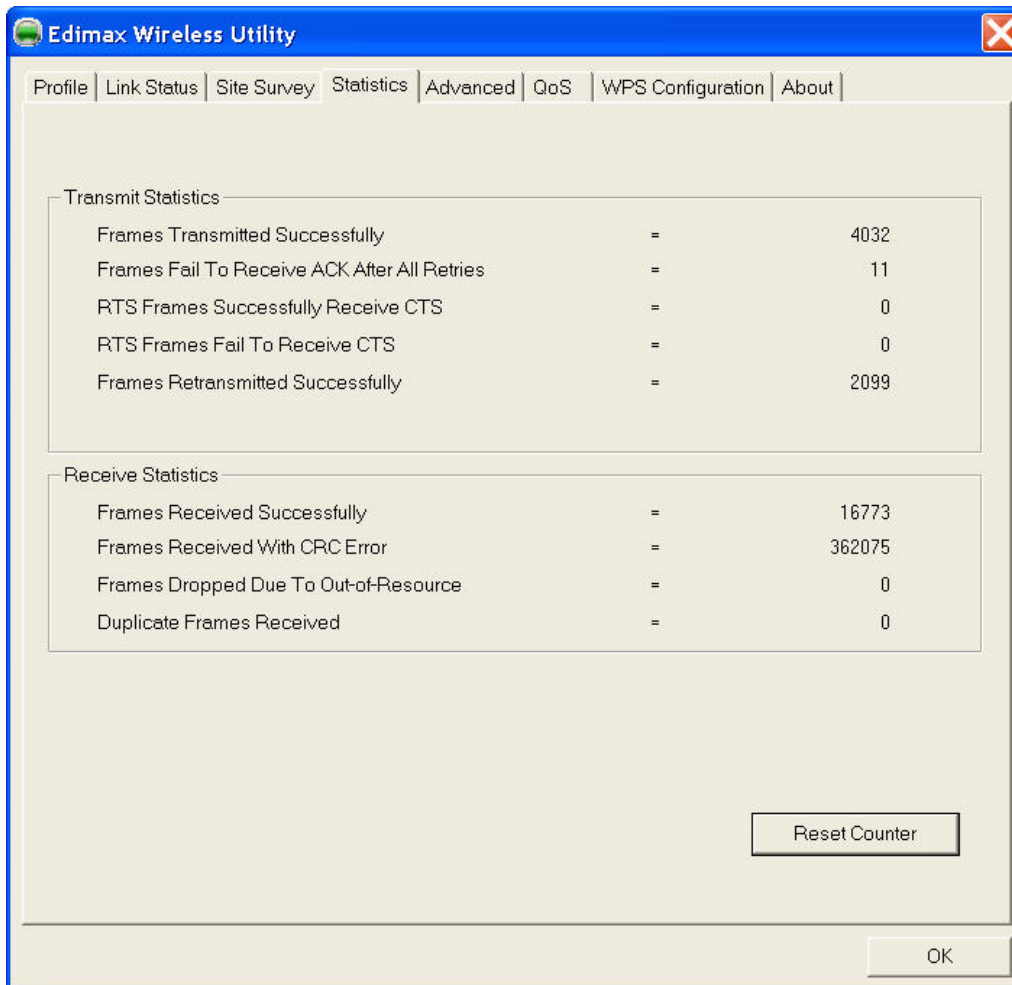 Edimax Wireless Utility
Profile Link Status Site Survey Statistics Advanced QoS WPS Configuration About
Transmit Statistics
Frames Transmitted Successfully = 4032
Frames Fail To Receive ACK After All Retries = 11
RTS Frames Successfully Receive CTS = 0
RTS Frames Fail To Receive CTS = 0
Frames Retransmitted Successfully = 2099
Receive Statistics
Frames Received Successfully = 16773
Frames Received With CRC Error = 362075
Frames Dropped Due To Out-of-Resource = 0
Duplicate Frames Received = 0
Reset Counter
OK